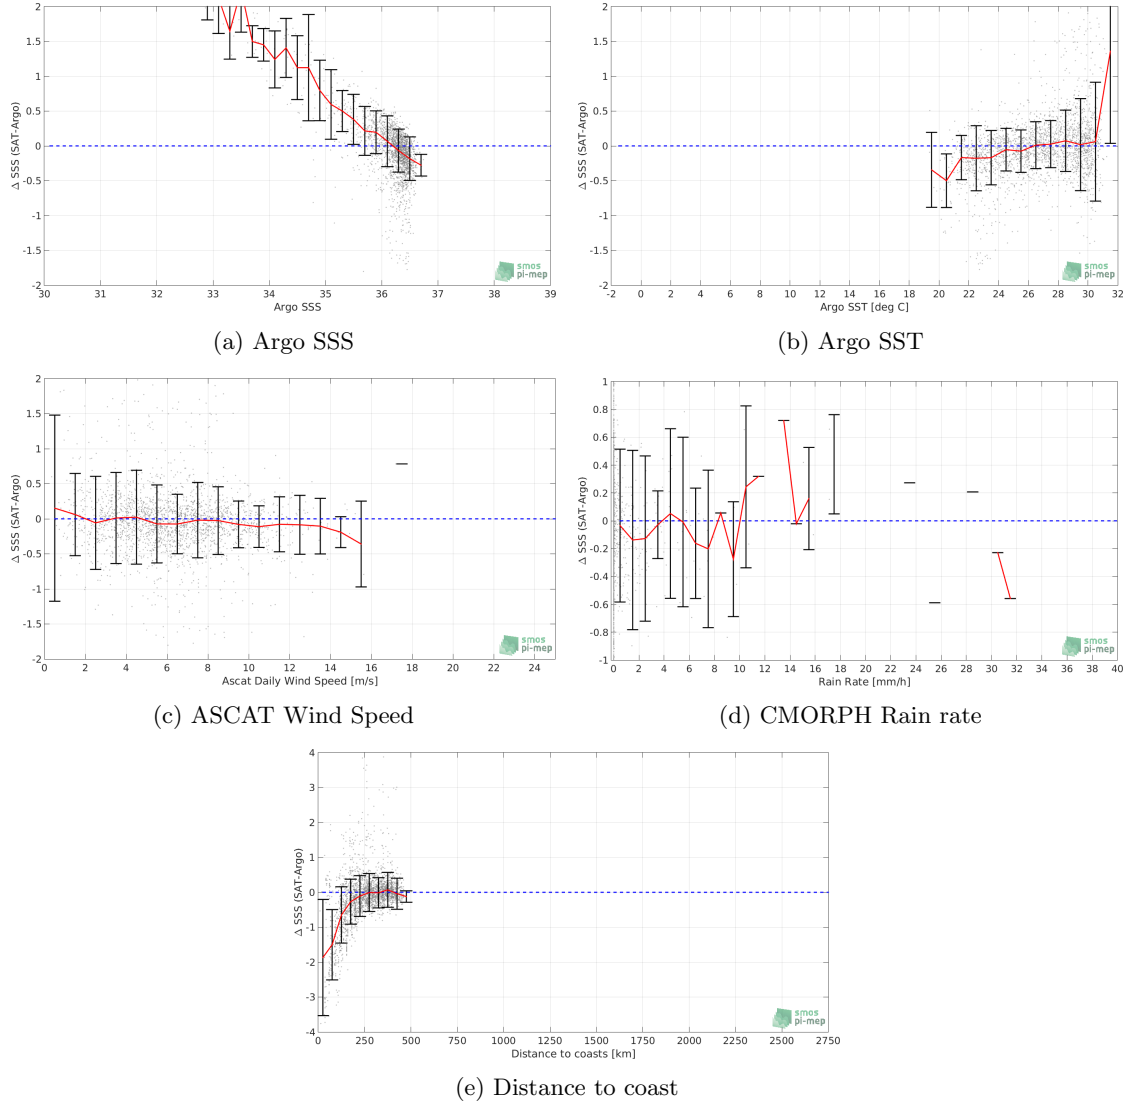 2
1.5
1
0.5
0
-0.5
-1
-1.5
-2
Δ SSS (SAT-Argo)
30 31 32 33 34 35 36 37 38 39
Argo SSS
smos
pi-mep
(a) Argo SSS
2
1.5
1
0.5
0
-0.5
-1
-1.5
-2
Δ SSS (SAT-Argo)
-2 0 2 4 6 8 10 12 14 16 18 20 22 24 26 28 30 32
Argo SST [deg C]
smos
pi-mep
(b) Argo SST
2
1.5
1
0.5
0
-0.5
-1
-1.5
-2
Δ SSS (SAT-Argo)
0 2 4 6 8 10 12 14 16 18 20 22 24
Ascat Daily Wind Speed [m/s]
smos
pi-mep
(c) ASCAT Wind Speed
1
0.8
0.6
0.4
0.2
0
-0.2
-0.4
-0.6
-0.8
-1
Δ SSS (SAT-Argo)
0 2 4 6 8 10 12 14 16 18 20 22 24 26 28 30 32 34 36 38 40
Rain Rate [mm/h]
smos
pi-mep
(d) CMORPH Rain rate
4
3
2
1
0
-1
-2
-3
-4
Δ SSS (SAT-Argo)
0 250 500 750 1000 1250 1500 1750 2000 2250 2500 2750
Distance to coasts [km]
smos
pi-mep
(e) Distance to coast